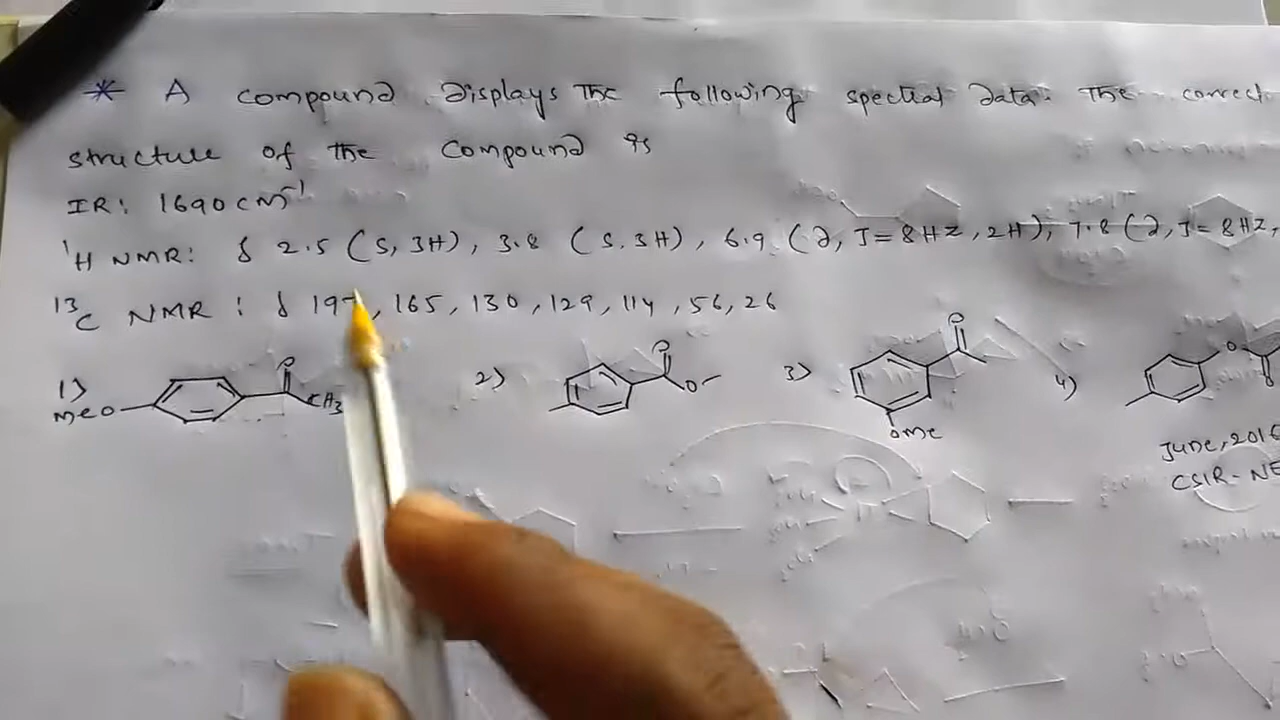 * A compound displays the following spectral data. The correct
structure of the compound is
IR: 1690 cm⁻¹
¹H NMR: δ 2.5 (s, 3H), 3.8 (s, 3H), 6.9 (d, J=8Hz, 2H), 7.8 (d, J=8Hz,
¹³C NMR: δ 165, 130, 129, 114, 56, 26
1) 2) 3) 4)
MeO O CH3 O O O OMe O O
June, 2016
CSIR-NE